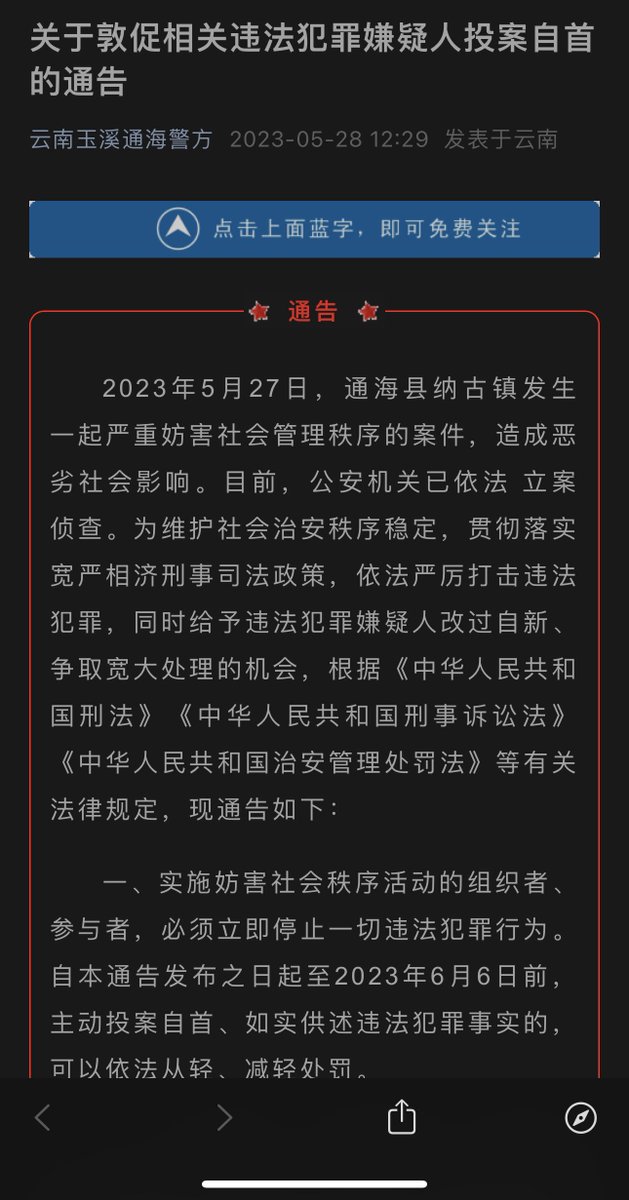 关于敦促相关违法犯罪嫌疑人投案自首
的通告
云南玉溪通海警方 2023-05-28 12:29 发表于云南
点击上面蓝字，即可免费关注
通告
2023年5月27日，通海县纳古镇发生
一起严重妨害社会管理秩序的案件，造成恶
劣社会影响。目前，公安机关已依法 立案
侦查。为维护社会治安秩序稳定，贯彻落实
宽严相济刑事司法政策，依法严厉打击违法
犯罪，同时给予违法犯罪嫌疑人改过自新、
争取宽大处理的机会，根据《中华人民共和
国刑法》《中华人民共和国刑事诉讼法》
《中华人民共和国治安管理处罚法》等有关
法律规定，现通告如下：
一、实施妨害社会秩序活动的组织者、
参与者，必须立即停止一切违法犯罪行为。
自本通告发布之日起至2023年6月6日前，
主动投案自首、如实供述违法犯罪事实的，
可以依法从轻、减轻处罚。